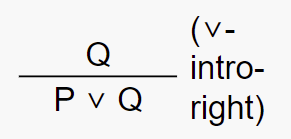 Q
P ∨ Q
(∨-
intro-
right)